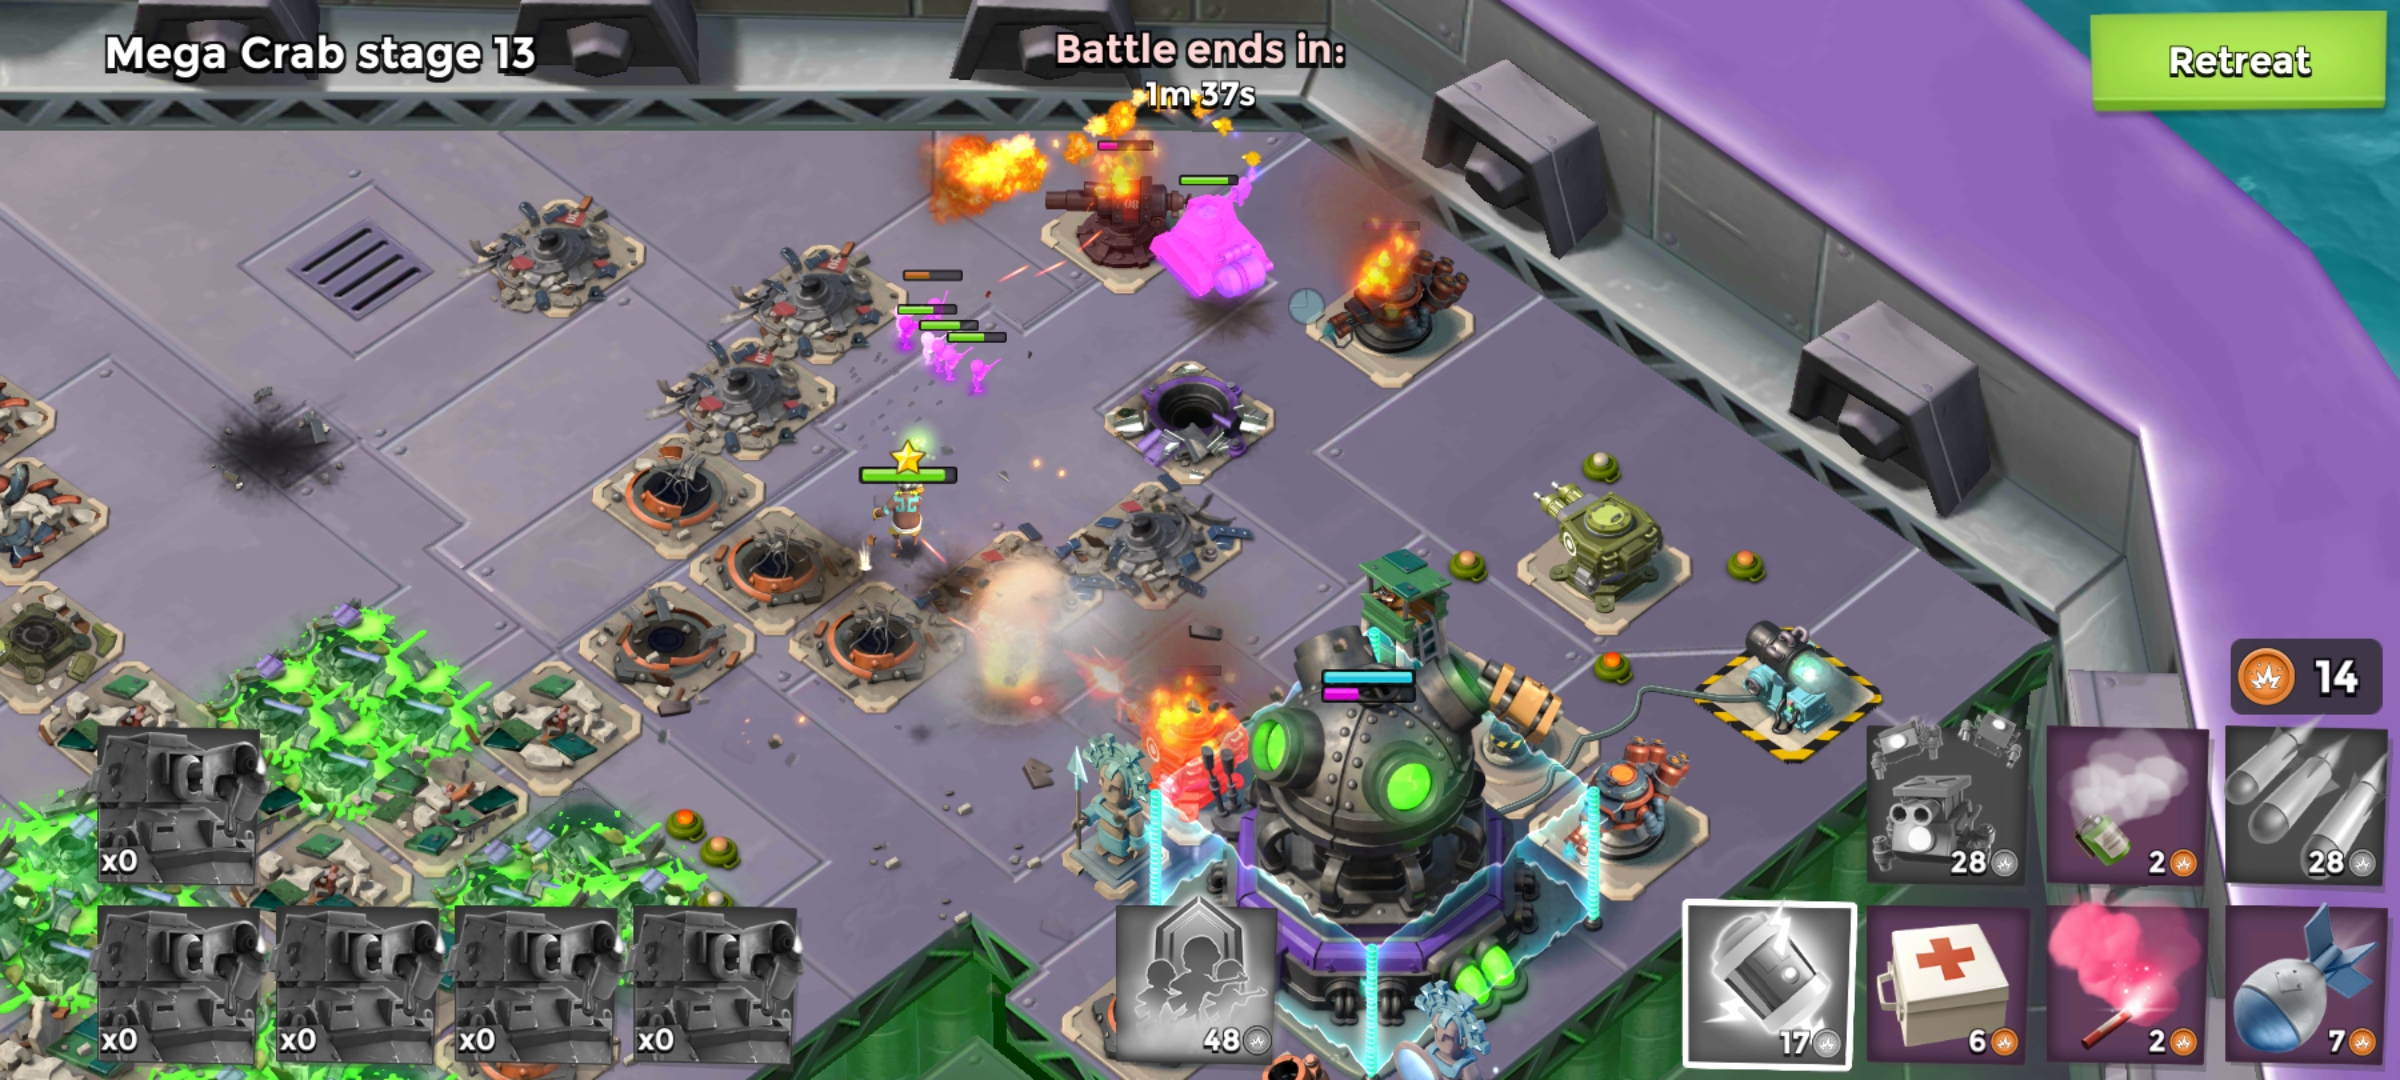 Mega Crab stage 13
Battle ends in:
1m 37s
Retreat
14
28
2
28
x0
x0
x0
x0
x0
48
17
6
2
7